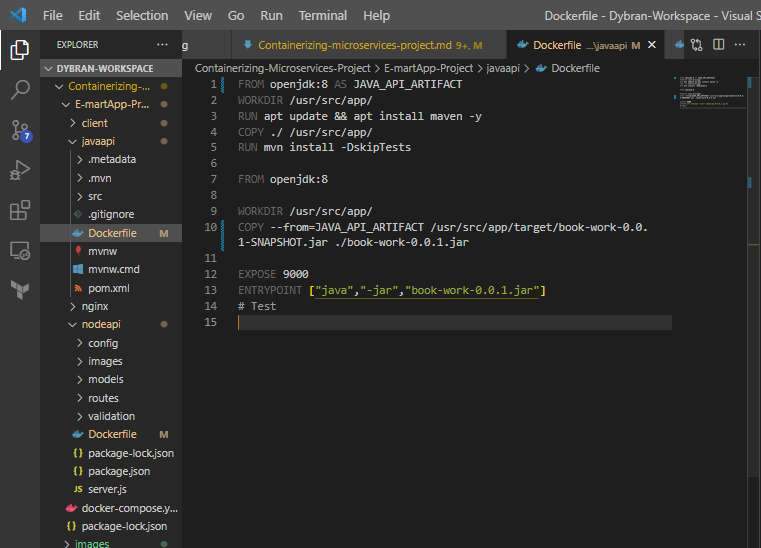 File Edit Selection View Go Run Terminal Help Dockerfile - Dybran-Workspace - Visual S
EXPLORER ···
g Containerizing-microservices-project.md 9+, M Dockerfile ...\javaapi M
DYBRAN-WORKSPACE
Containerizing-...
E-martApp-Pr...
client
javaapi
.metadata
.mvn
src
.gitignore
Dockerfile M
mvnw
mvnw.cmd
pom.xml
nginx
nodeapi
config
images
models
routes
validation
Dockerfile M
package-lock.json
package.json
server.js
docker-compose.y...
package-lock.json
images
7
Containerizing-Microservices-Project > E-martApp-Project > javaapi > Dockerfile
1 FROM openjdk:8 AS JAVA_API_ARTIFACT
2 WORKDIR /usr/src/app/
3 RUN apt update && apt install maven -y
4 COPY ./ /usr/src/app/
5 RUN mvn install -DskipTests
6
7 FROM openjdk:8
8
9 WORKDIR /usr/src/app/
10 COPY --from=JAVA_API_ARTIFACT /usr/src/app/target/book-work-0.0.
1-SNAPSHOT.jar ./book-work-0.0.1.jar
11
12 EXPOSE 9000
13 ENTRYPOINT ["java","-jar","book-work-0.0.1.jar"]
14 # Test
15